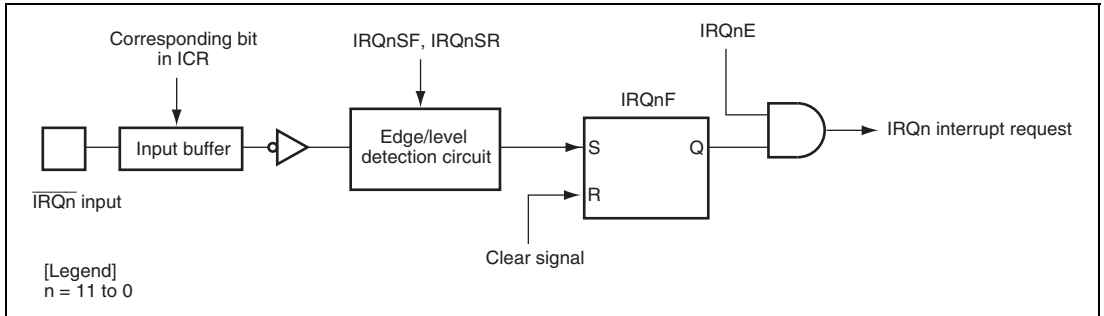 Corresponding bit
in ICR
IRQnSF, IRQnSR
IRQnE
IRQnF
Input buffer
Edge/level
detection circuit
S
Q
R
IRQn interrupt request
IRQn input
Clear signal
[Legend]
n = 11 to 0